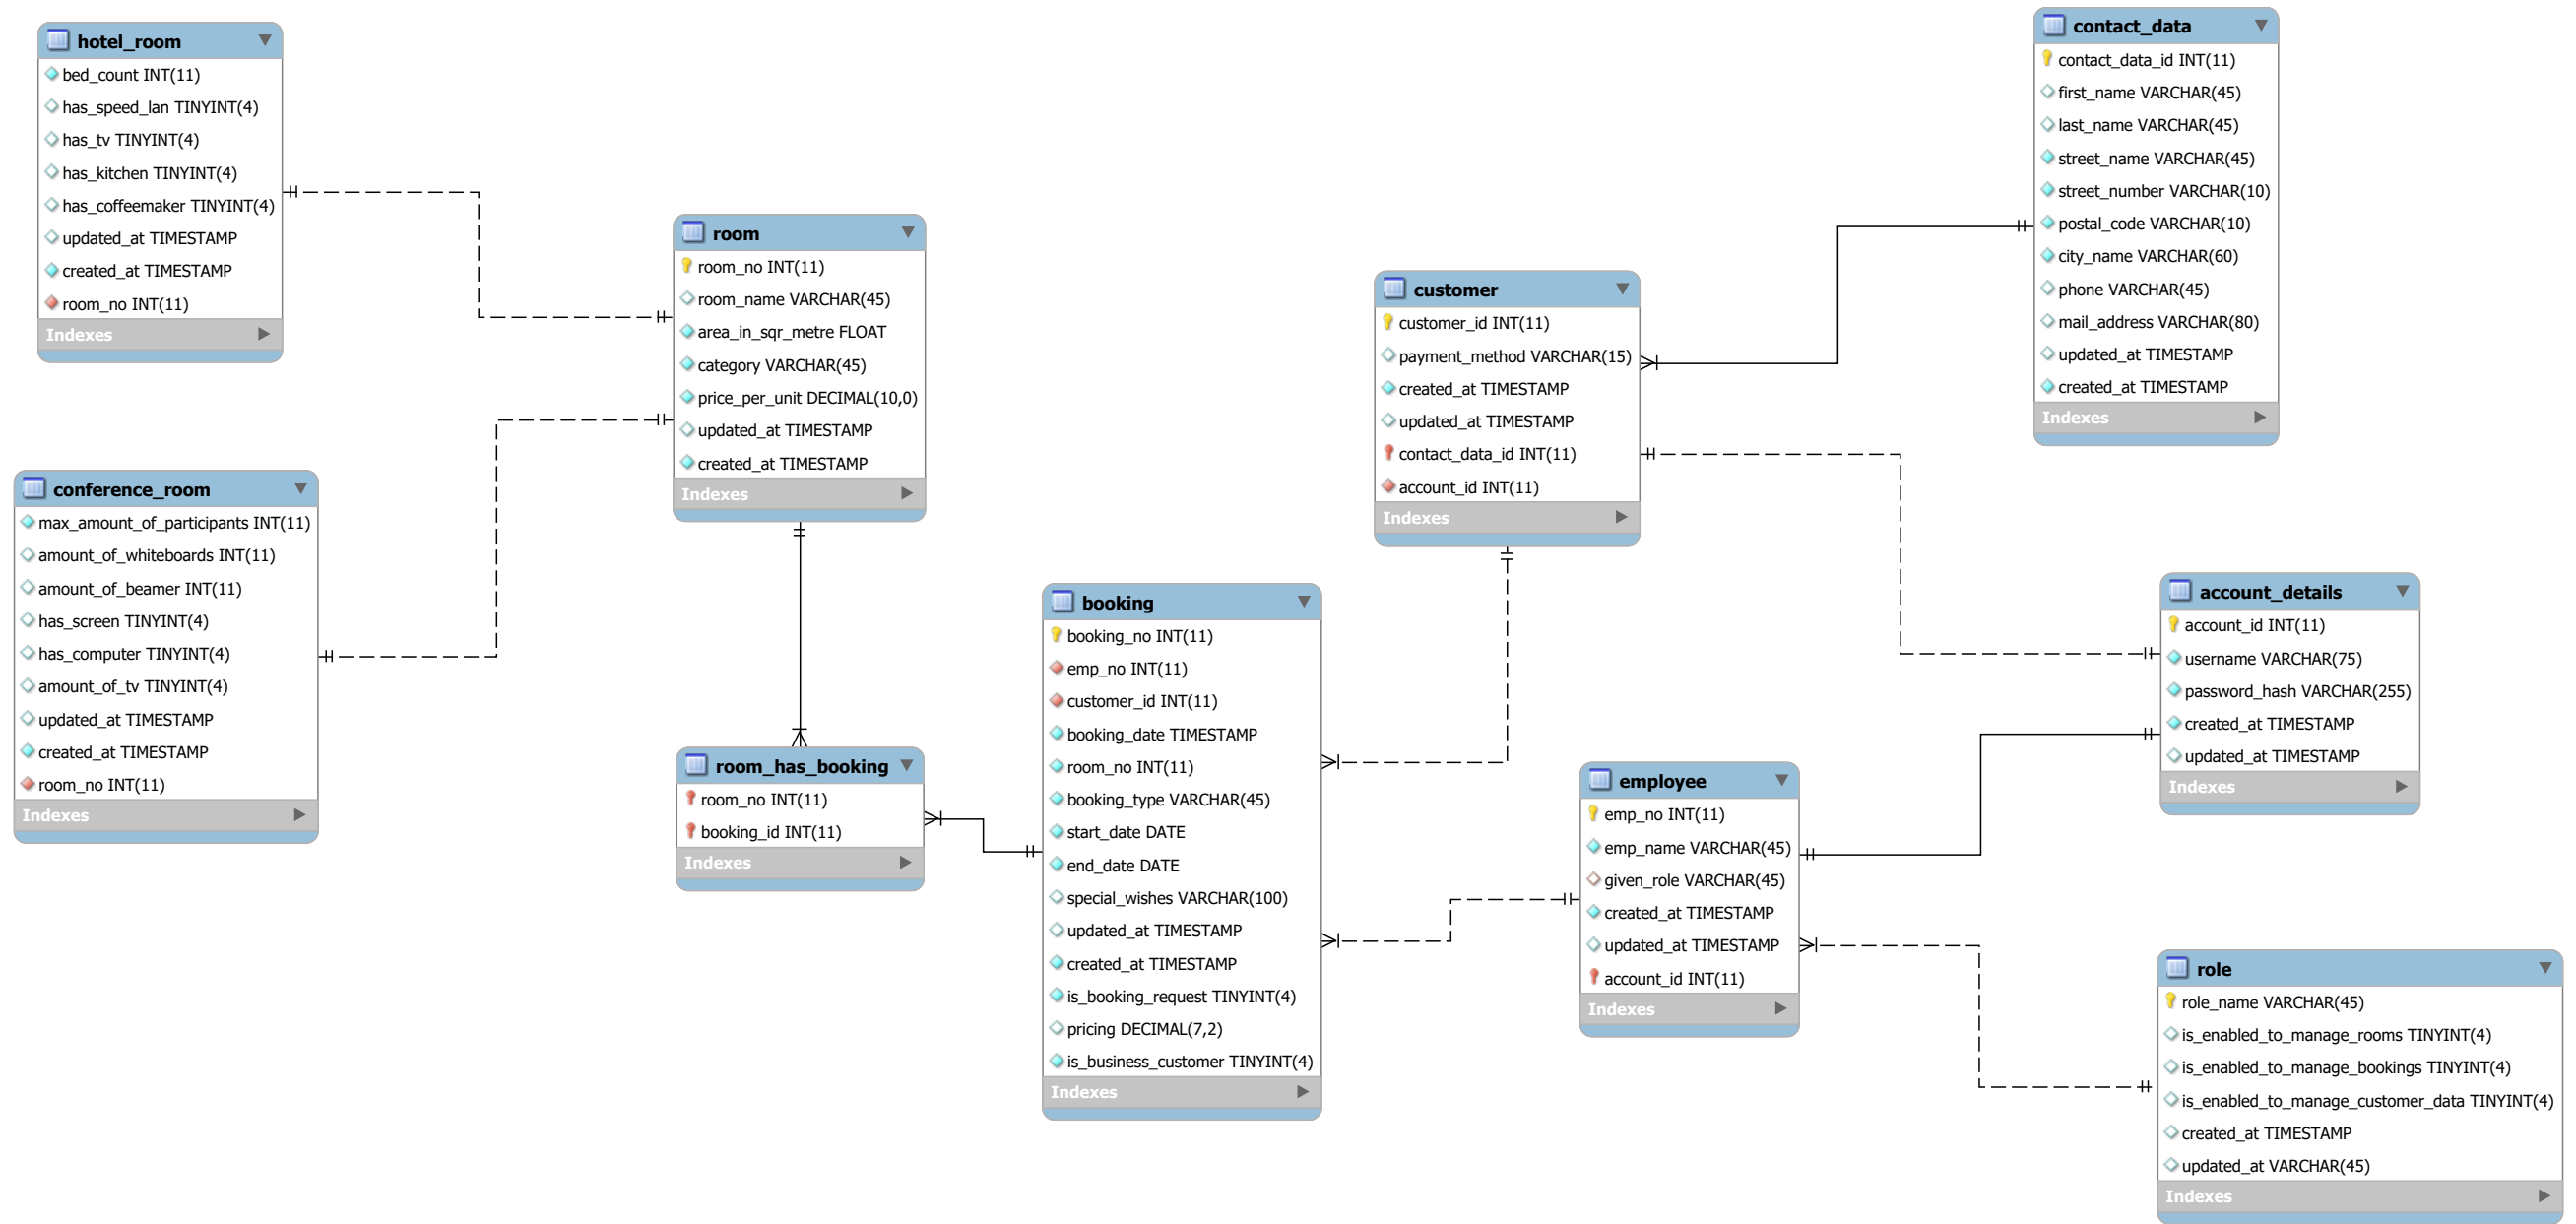 hotel_room
bed_count INT(11)
has_speed_lan TINYINT(4)
has_tv TINYINT(4)
has_kitchen TINYINT(4)
has_coffeemaker TINYINT(4)
updated_at TIMESTAMP
created_at TIMESTAMP
room_no INT(11)
Indexes
conference_room
max_amount_of_participants INT(11)
amount_of_whiteboards INT(11)
amount_of_beamer INT(11)
has_screen TINYINT(4)
has_computer TINYINT(4)
amount_of_tv TINYINT(4)
updated_at TIMESTAMP
created_at TIMESTAMP
room_no INT(11)
Indexes
room
room_no INT(11)
room_name VARCHAR(45)
area_in_sqr_metre FLOAT
category VARCHAR(45)
price_per_unit DECIMAL(10,0)
updated_at TIMESTAMP
created_at TIMESTAMP
Indexes
room_has_booking
room_no INT(11)
booking_id INT(11)
Indexes
booking
booking_no INT(11)
emp_no INT(11)
customer_id INT(11)
booking_date TIMESTAMP
room_no INT(11)
booking_type VARCHAR(45)
start_date DATE
end_date DATE
special_wishes VARCHAR(100)
updated_at TIMESTAMP
created_at TIMESTAMP
is_booking_request TINYINT(4)
pricing DECIMAL(7,2)
is_business_customer TINYINT(4)
Indexes
customer
customer_id INT(11)
payment_method VARCHAR(15)
created_at TIMESTAMP
updated_at TIMESTAMP
contact_data_id INT(11)
account_id INT(11)
Indexes
employee
emp_no INT(11)
emp_name VARCHAR(45)
given_role VARCHAR(45)
created_at TIMESTAMP
updated_at TIMESTAMP
account_id INT(11)
Indexes
contact_data
contact_data_id INT(11)
first_name VARCHAR(45)
last_name VARCHAR(45)
street_name VARCHAR(45)
street_number VARCHAR(10)
postal_code VARCHAR(10)
city_name VARCHAR(60)
phone VARCHAR(45)
mail_address VARCHAR(80)
updated_at TIMESTAMP
created_at TIMESTAMP
Indexes
account_details
account_id INT(11)
username VARCHAR(75)
password_hash VARCHAR(255)
created_at TIMESTAMP
updated_at TIMESTAMP
Indexes
role
role_name VARCHAR(45)
is_enabled_to_manage_rooms TINYINT(4)
is_enabled_to_manage_bookings TINYINT(4)
is_enabled_to_manage_customer_data TINYINT(4)
created_at TIMESTAMP
updated_at VARCHAR(45)
Indexes